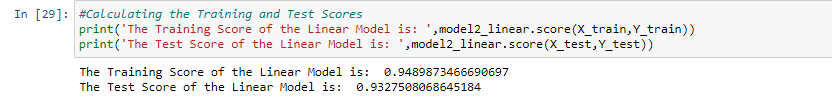 In [29]: #Calculating the Training and Test Scores
print('The Training Score of the Linear Model is: ',model2_linear.score(X_train,Y_train))
print('The Test Score of the Linear Model is: ',model2_linear.score(X_test,Y_test))
The Training Score of the Linear Model is:  0.9489873466690697
The Test Score of the Linear Model is:  0.9327508068645184